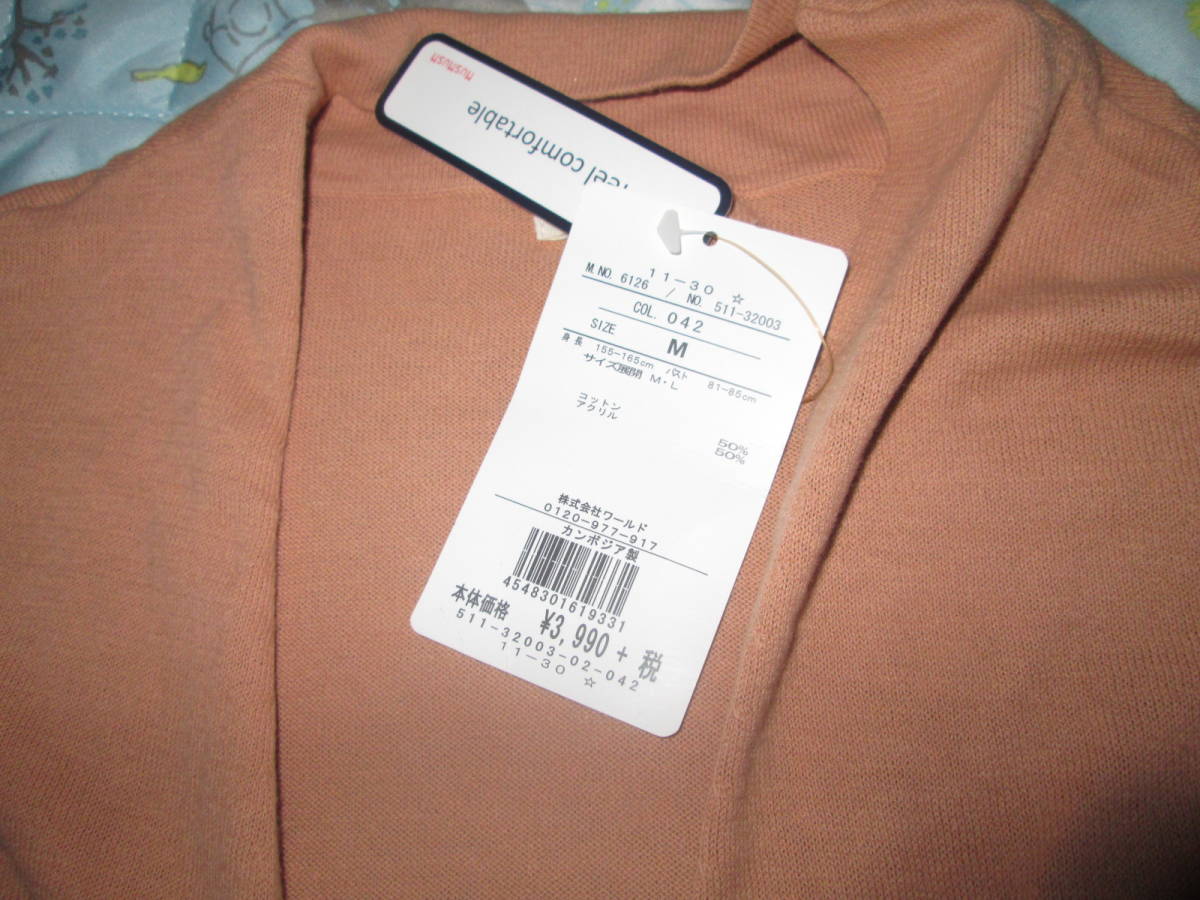 MUSHMUSH
feel comfortable
11-30 ☆
M.NO. 6126 / NO. 511-32003
COL. 042
SIZE M
身長 155-165cm バスト 81-85cm
サイズ展開 M・L
コットン 50%
アクリル 50%
株式会社ワールド
0120-977-917
カンボジア製
4548301619331
本体価格 ¥3,990 + 税
511-32003-02-042
11-30 ☆